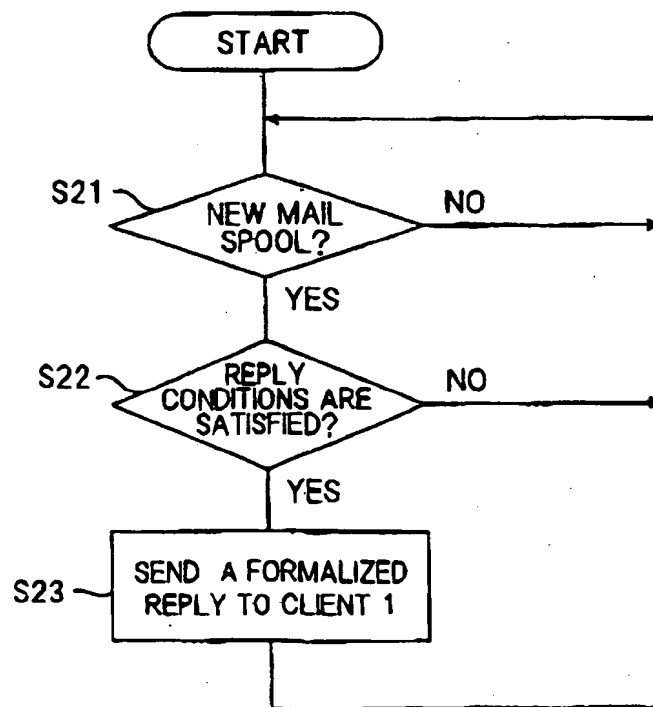 START
S21
NEW MAIL
SPOOL?
NO
YES
S22
REPLY
CONDITIONS ARE
SATISFIED?
NO
YES
S23
SEND A FORMALIZED
REPLY TO CLIENT 1